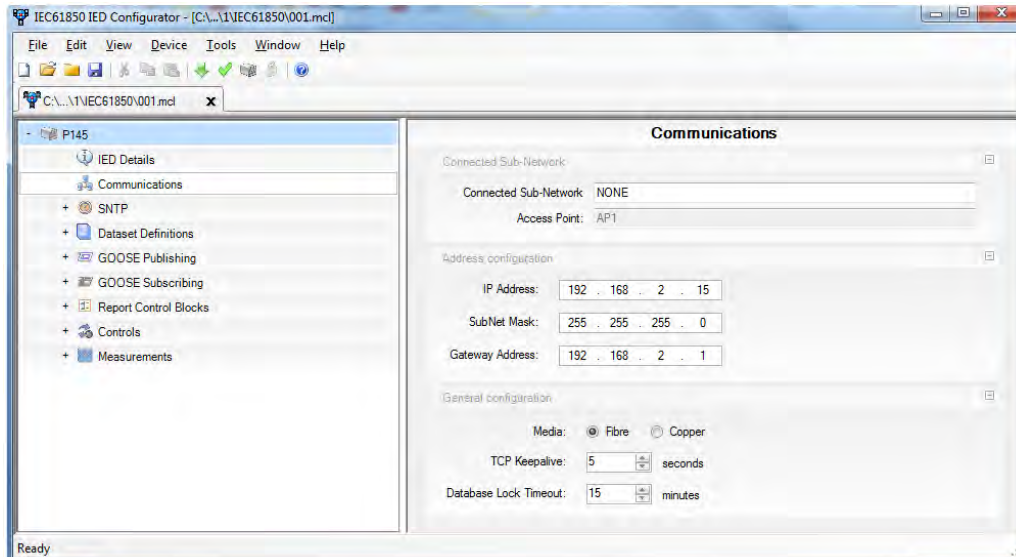 IEC61850 IED Configurator - [C:\...\1\IEC61850\001.mcl]
File Edit View Device Tools Window Help
C:\...\1\IEC61850\001.mcl x
- P145
IED Details
Communications
+ SNTP
+ Dataset Definitions
+ GOOSE Publishing
+ GOOSE Subscribing
+ Report Control Blocks
+ Controls
+ Measurements
Communications
Connected Sub-Network
Connected Sub-Network NONE
Access Point: AP1
Address configuration
IP Address: 192 . 168 . 2 . 15
SubNet Mask: 255 . 255 . 255 . 0
Gateway Address: 192 . 168 . 2 . 1
General configuration
Media: Fibre Copper
TCP Keepalive: 5 seconds
Database Lock Timeout: 15 minutes
Ready